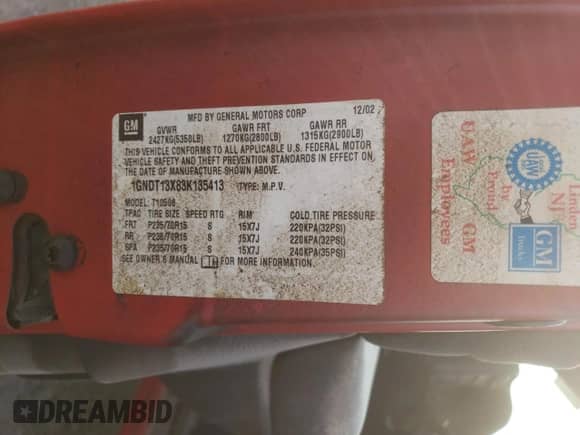 GM
MFD BY GENERAL MOTORS CORP 12/02
GVWR GAWR FRT GAWR RR
2427KG(5350LB) 1270KG(2800LB) 1315KG(2900LB)
THIS VEHICLE CONFORMS TO ALL APPLICABLE U.S. FEDERAL MOTOR
VEHICLE SAFETY AND THEFT PREVENTION STANDARDS IN EFFECT ON
THE DATE OF MANUFACTURE SHOWN ABOVE.
1GNDT13X83K135413 TYPE: M.P.V.
MODEL: 710506
TPAC TIRE SIZE SPEED RTG RIM COLD TIRE PRESSURE
FRT P235/70R15 S 15X7J 220KPA(32PSI)
RR P235/70R15 S 15X7J 220KPA(32PSI)
SPA P235/70R15 S 15X7J 240KPA(35PSI)
SEE OWNER'S MANUAL FOR MORE INFORMATION.
UAW GM
Employees
by
Proud
UAW
Linden
NJ
GM
Trucks
DREAMBID